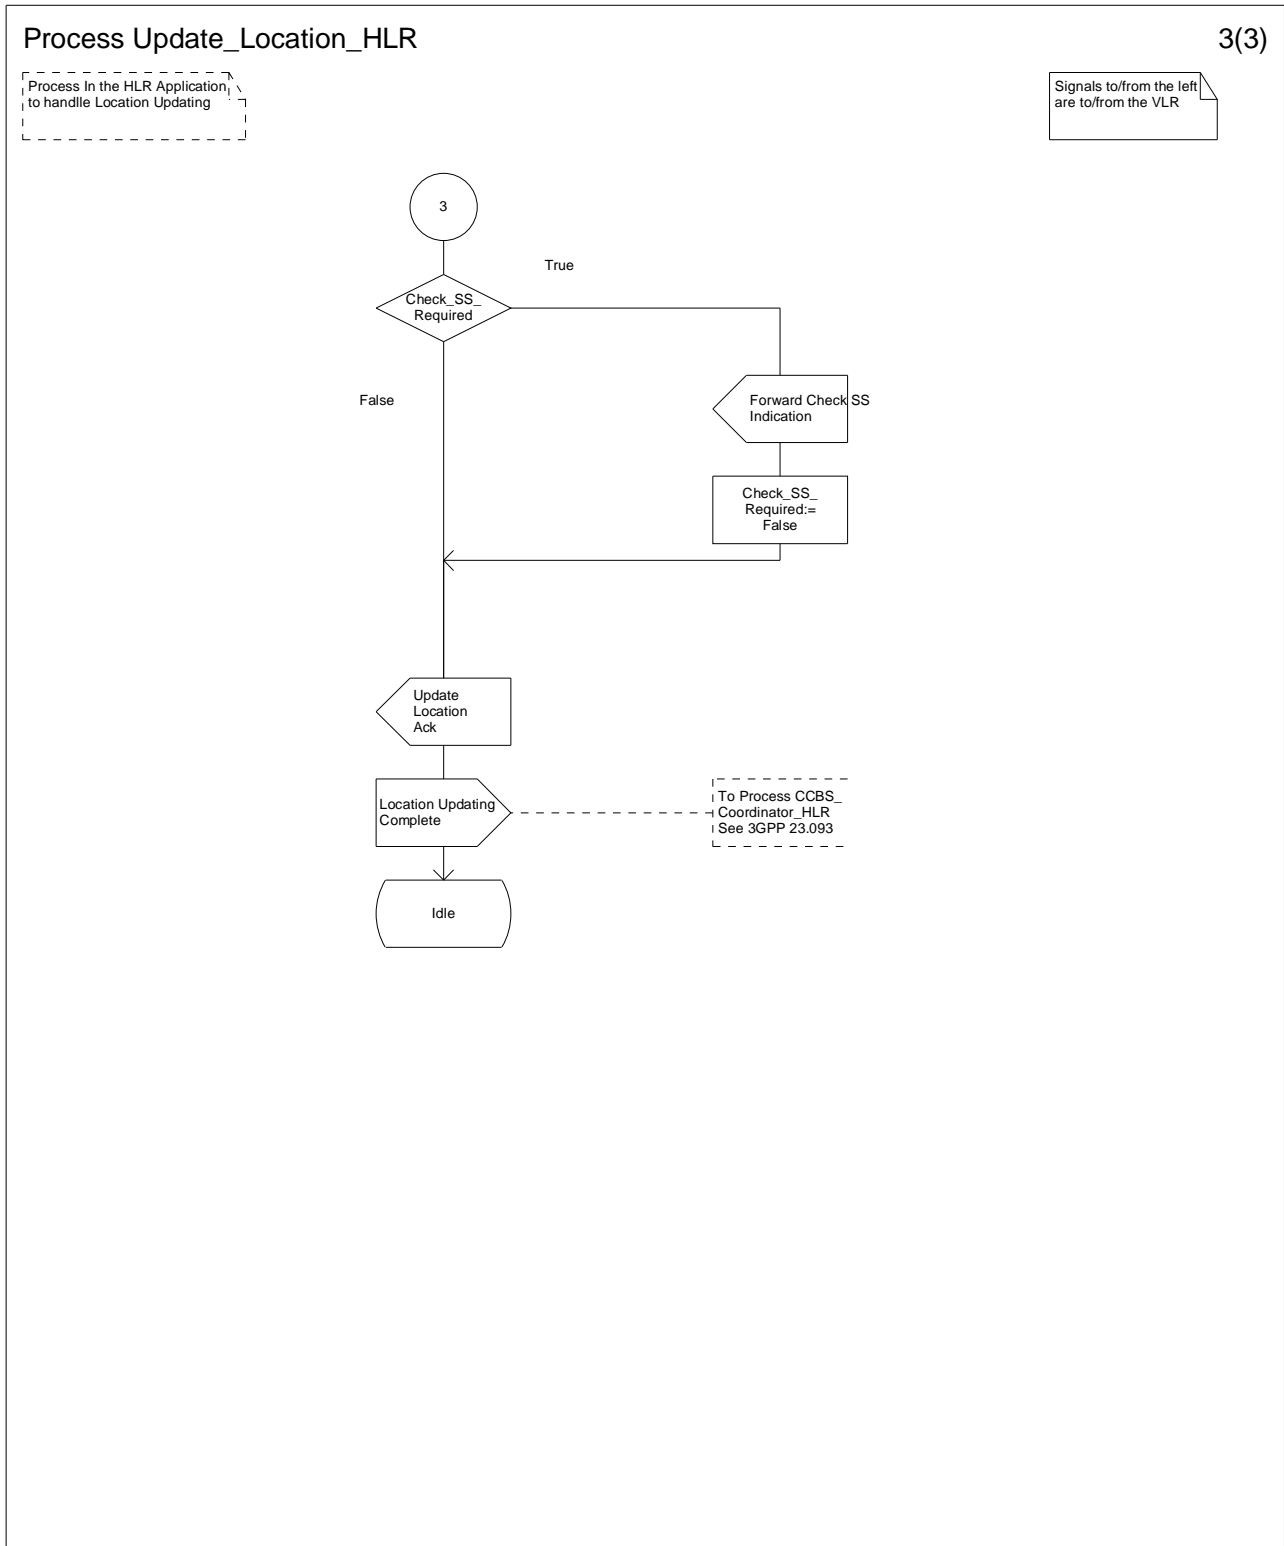 Process Update_Location_HLR
3(3)
Process In the HLR Application
to handlle Location Updating
Signals to/from the left
are to/from the VLR
3
True
Check_SS_
Required
False
Forward Check SS
Indication
Check_SS_
Required:=
False
Update
Location
Ack
Location Updating
Complete
To Process CCBS_
Coordinator_HLR
See 3GPP 23.093
Idle